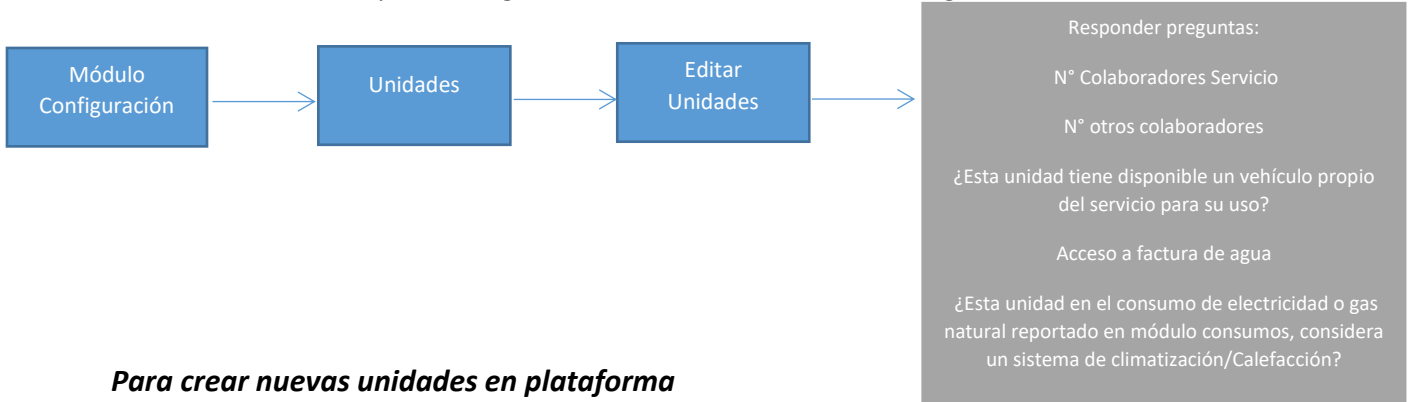 Módulo
Configuración
Unidades
Editar
Unidades
Responder preguntas:
N° Colaboradores Servicio
N° otros colaboradores
¿Esta unidad tiene disponible un vehículo propio
del servicio para su uso?
Acceso a factura de agua
¿Esta unidad en el consumo de electricidad o gas
natural reportado en módulo consumos, considera
un sistema de climatización/Calefacción?
Para crear nuevas unidades en plataforma